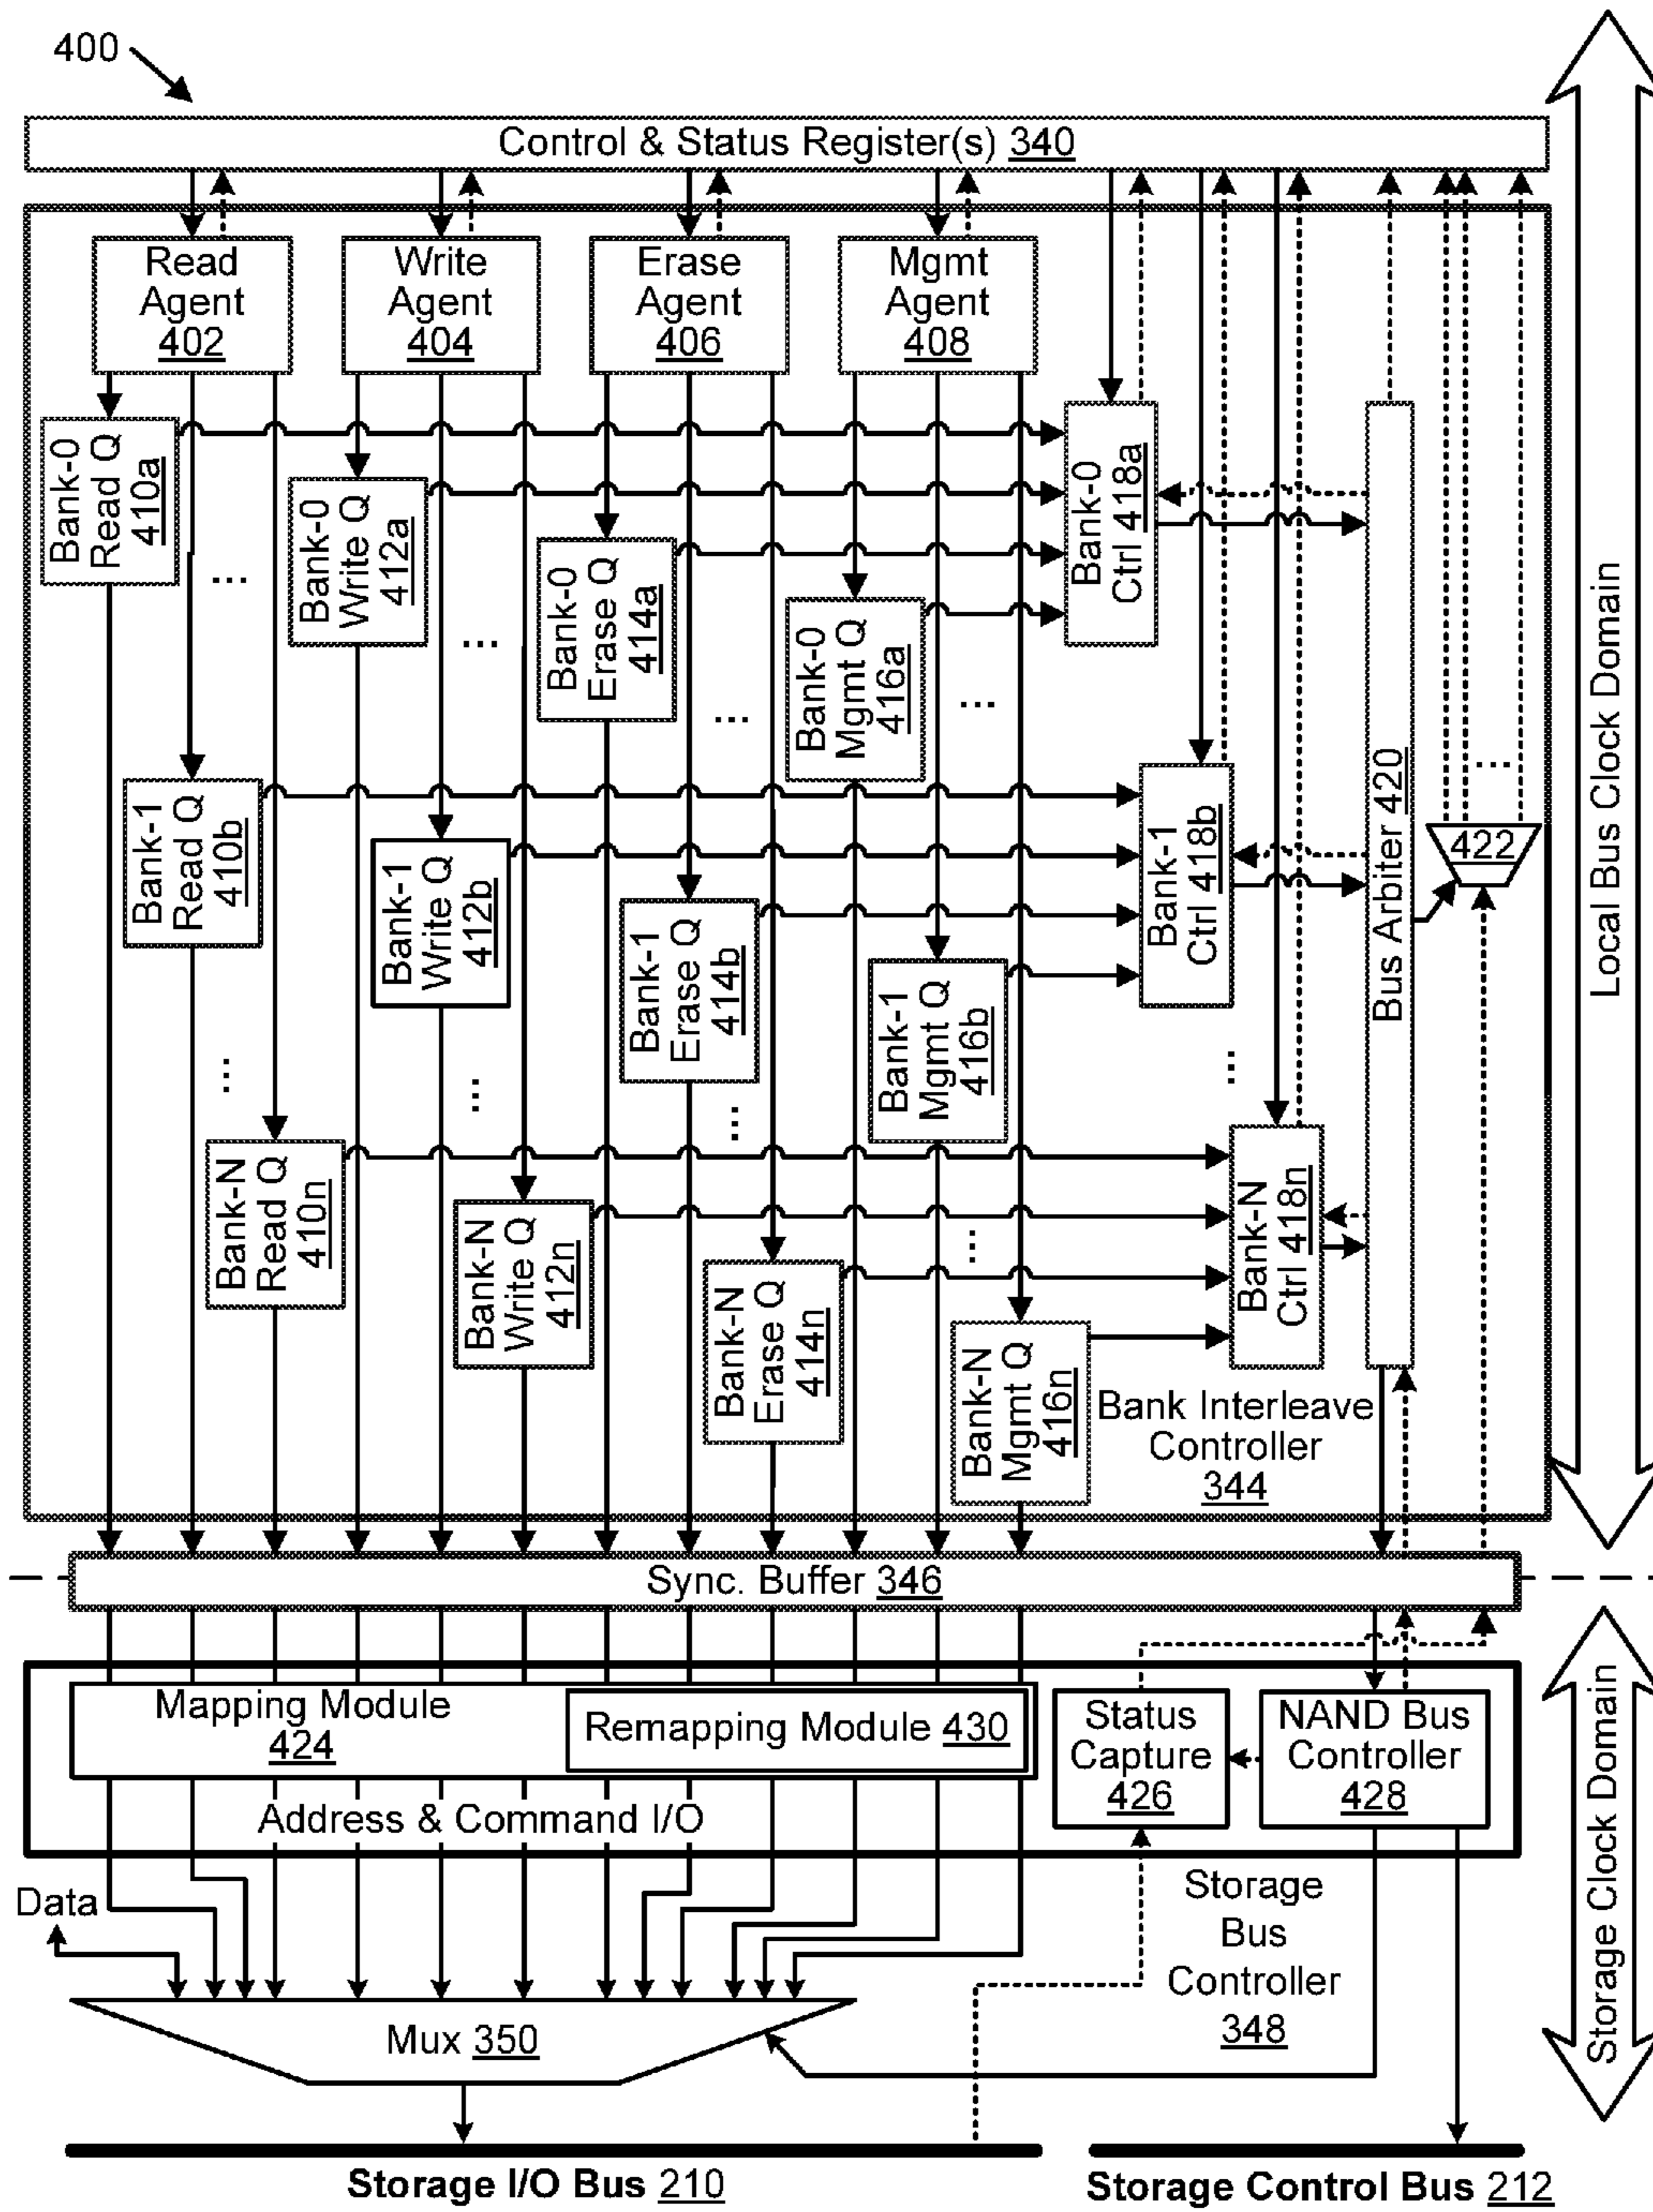 400
Control & Status Register(s) 340
Read
Agent
402
Write
Agent
404
Erase
Agent
406
Mgmt
Agent
408
Bank-0
Read Q
410a
Bank-0
Write Q
412a
Bank-0
Erase Q
414a
Bank-0
Mgmt Q
416a
Bank-0
Ctrl 418a
...
...
...
...
Bank-1
Read Q
410b
Bank-1
Write Q
412b
Bank-1
Erase Q
414b
Bank-1
Mgmt Q
416b
Bank-1
Ctrl 418b
Bus Arbiter 420
...
422
Local Bus Clock Domain
...
...
...
...
...
Bank-N
Read Q
410n
Bank-N
Write Q
412n
Bank-N
Erase Q
414n
Bank-N
Mgmt Q
416n
Bank-N
Ctrl 418n
Bank Interleave
Controller
344
Sync. Buffer 346
Mapping Module
424
Remapping Module 430
Status
Capture
426
NAND Bus
Controller
428
Address & Command I/O
Storage Clock Domain
Data
Storage
Bus
Controller
348
Mux 350
Storage I/O Bus 210
Storage Control Bus 212